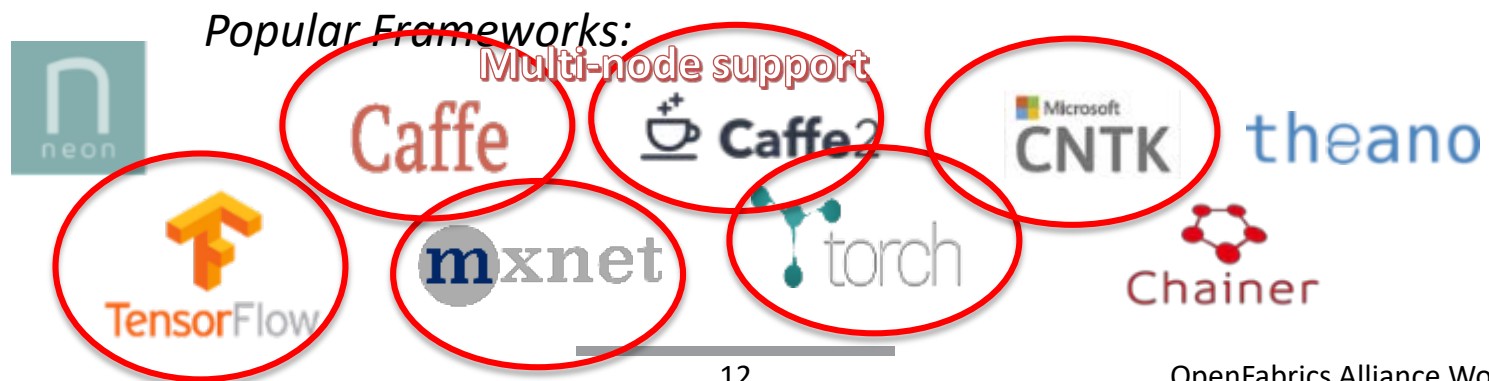 Popular Frameworks:
Multi-node support
n
neon
Caffe
Caffe2
Microsoft
CNTK
theano
TensorFlow
mxnet
torch
Chainer
12
OpenFabrics Alliance Wo